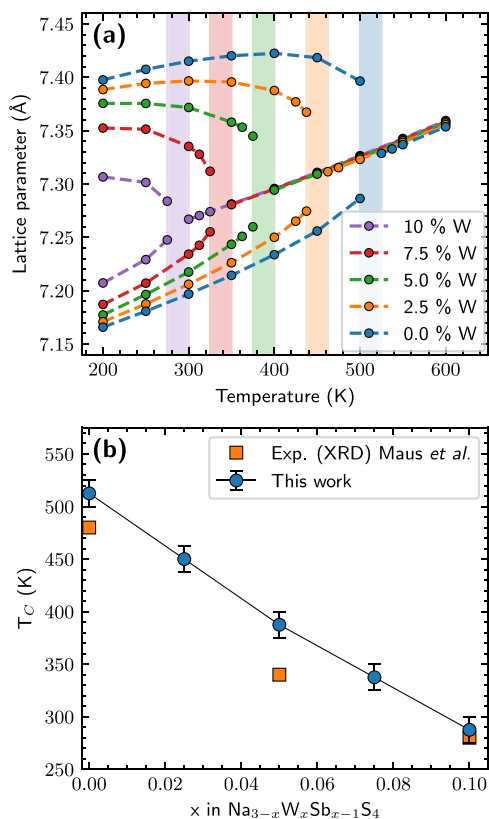 (a)
7.45
7.40
7.35
7.30
7.25
7.20
7.15
Lattice parameter (Å)
10 % W
7.5 % W
5.0 % W
2.5 % W
0.0 % W
200 300 400 500 600
Temperature (K)
(b)
Exp. (XRD) Maus et al.
This work
550
500
450
400
350
300
250
T_C (K)
0.00 0.02 0.04 0.06 0.08 0.10
x in Na₃₋ₓWₓSbₓ₋₁S₄